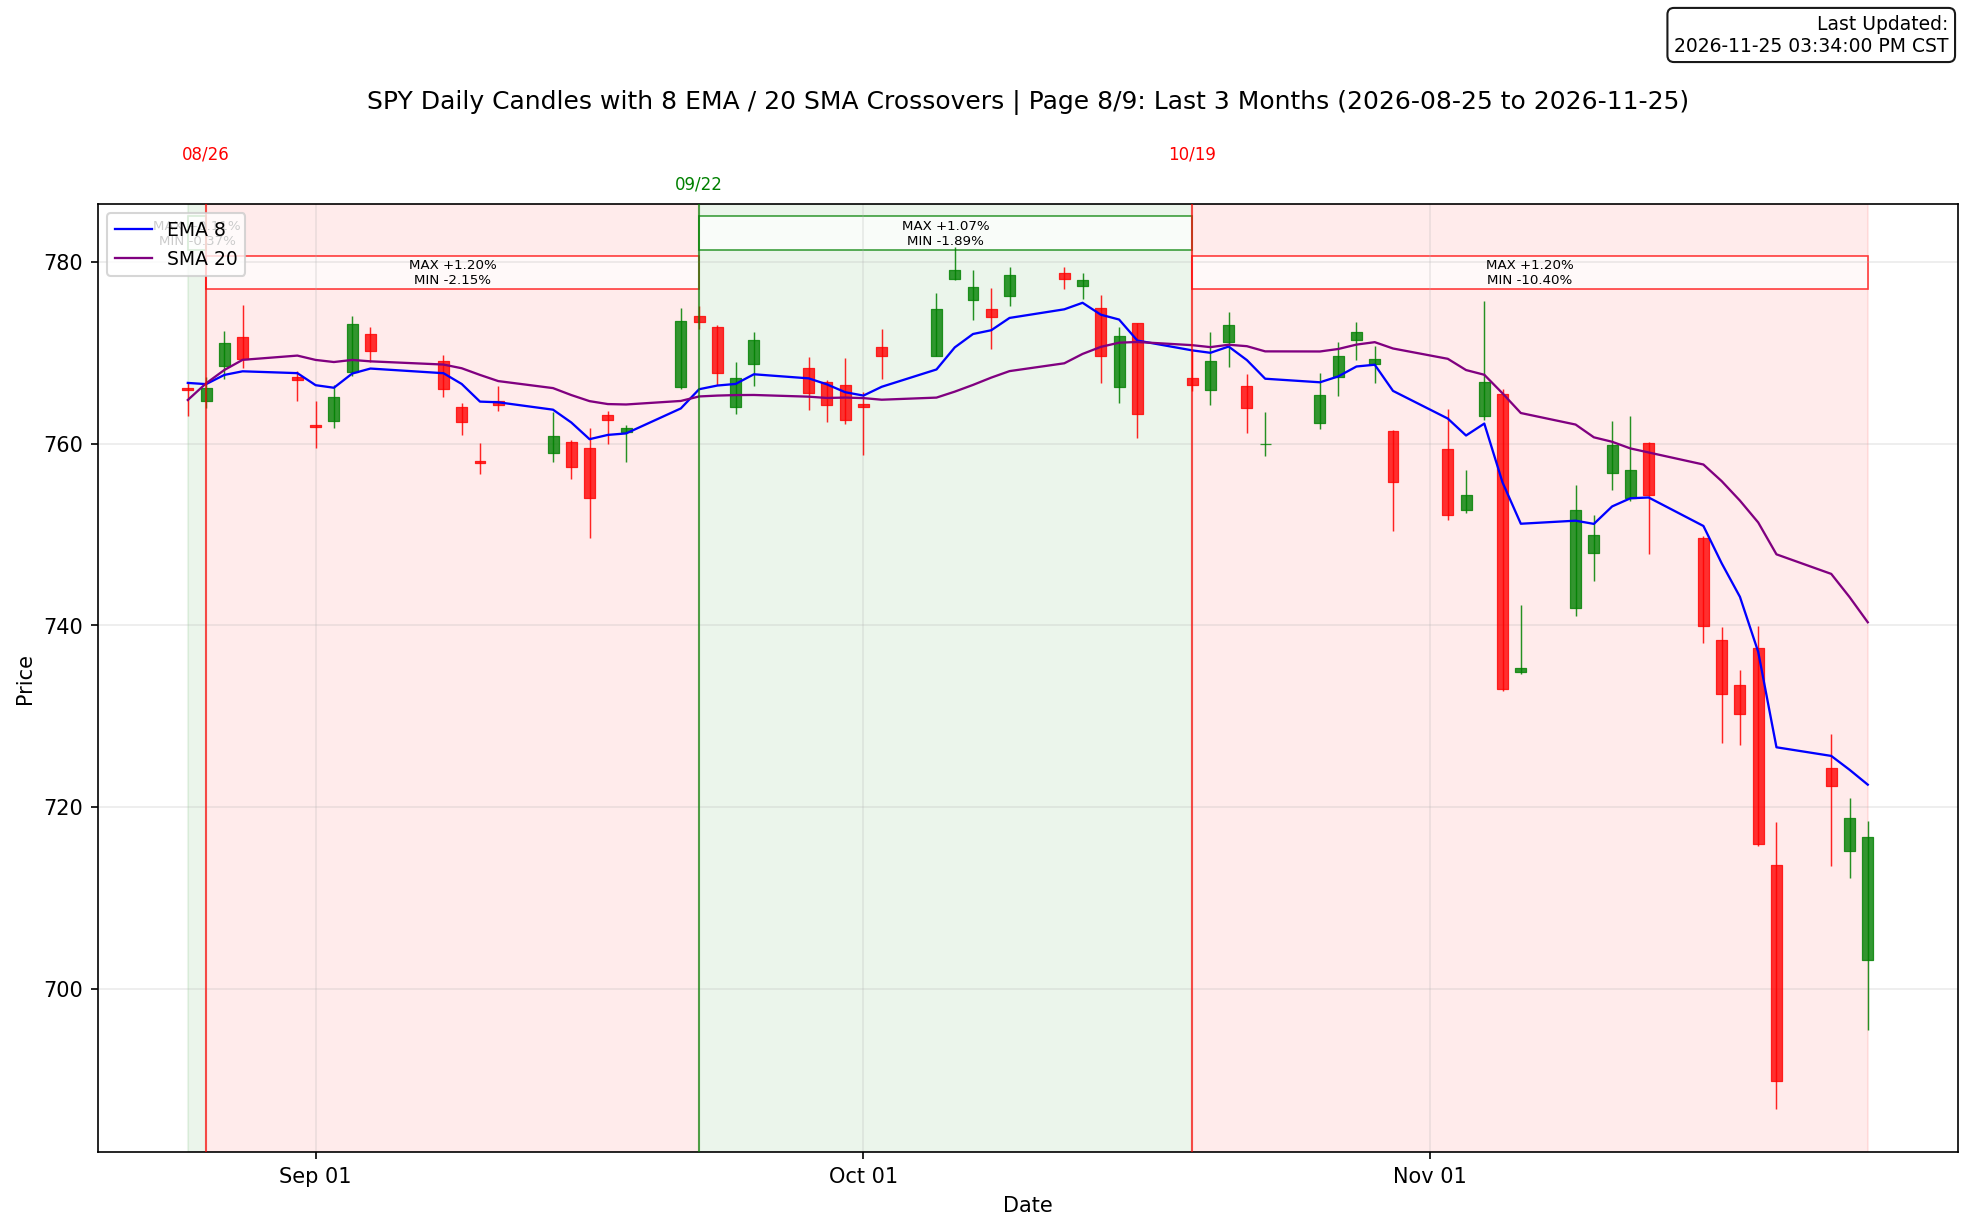 Last Updated:
2026-11-25 03:34:00 PM CST
SPY Daily Candles with 8 EMA / 20 SMA Crossovers | Page 8/9: Last 3 Months (2026-08-25 to 2026-11-25)
08/26
10/19
09/22
EMA 8
SMA 20
MIN -0.37%
MAX +1.07%
MIN -1.89%
MAX +1.20%
MIN -2.15%
MAX +1.20%
MIN -10.40%
780
760
740
720
700
Price
Sep 01
Oct 01
Nov 01
Date